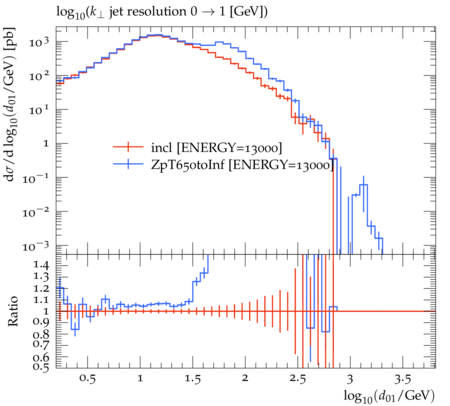 log₁₀(k⊥ jet resolution 0 → 1 [GeV])
dσ/d log₁₀(d₀₁/GeV) [pb]
10³
10²
10¹
1
10⁻¹
10⁻²
10⁻³
incl [ENERGY=13000]
ZpT650toInf [ENERGY=13000]
Ratio
1.4
1.3
1.2
1.1
1
0.9
0.8
0.7
0.6
0.5
0.5 1 1.5 2 2.5 3 3.5
log₁₀(d₀₁/GeV)